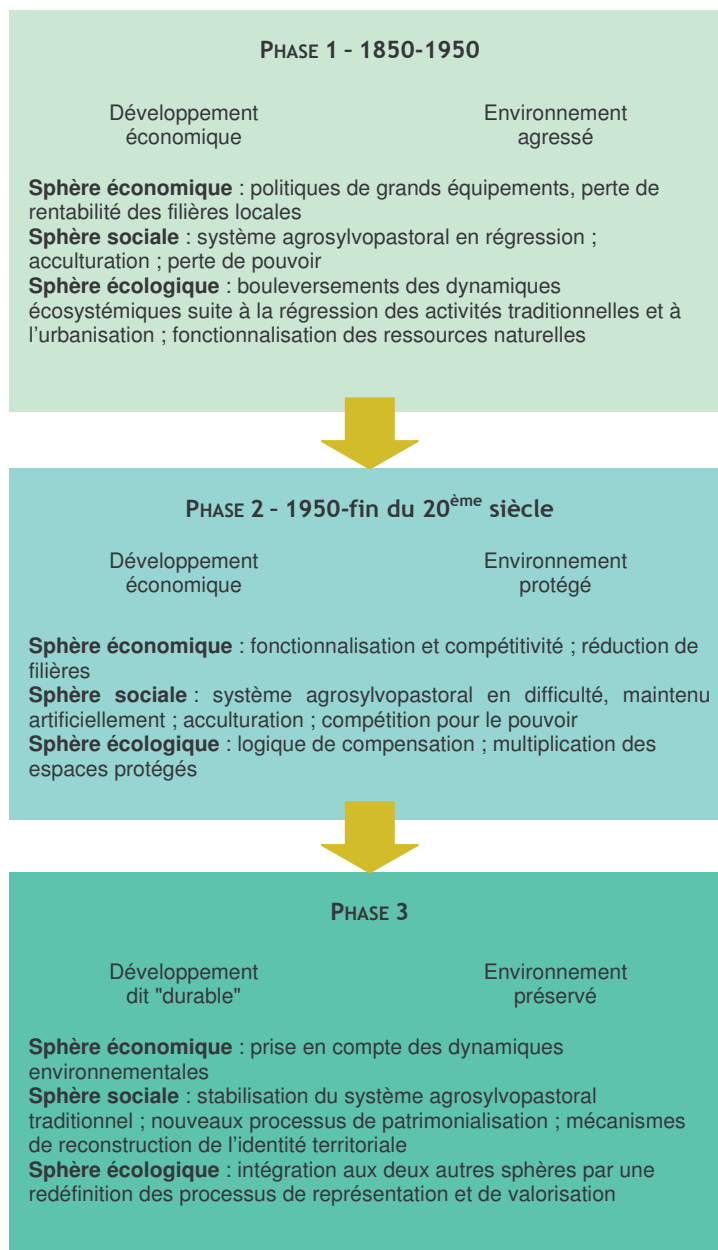 PHASE 1 – 1850-1950
Développement Environnement
économique agressé
Sphère économique : politiques de grands équipements, perte de
rentabilité des filières locales
Sphère sociale : système agrosylvopastoral en régression ;
acculturation ; perte de pouvoir
Sphère écologique : bouleversements des dynamiques
écosystémiques suite à la régression des activités traditionnelles et à
l’urbanisation ; fonctionnalisation des ressources naturelles
PHASE 2 – 1950-fin du 20ème siècle
Développement Environnement
économique protégé
Sphère économique : fonctionnalisation et compétitivité ; réduction de
filières
Sphère sociale : système agrosylvopastoral en difficulté, maintenu
artificiellement ; acculturation ; compétition pour le pouvoir
Sphère écologique : logique de compensation ; multiplication des
espaces protégés
PHASE 3
Développement Environnement
dit "durable" préservé
Sphère économique : prise en compte des dynamiques
environnementales
Sphère sociale : stabilisation du système agrosylvopastoral
traditionnel ; nouveaux processus de patrimonialisation ; mécanismes
de reconstruction de l’identité territoriale
Sphère écologique : intégration aux deux autres sphères par une
redéfinition des processus de représentation et de valorisation